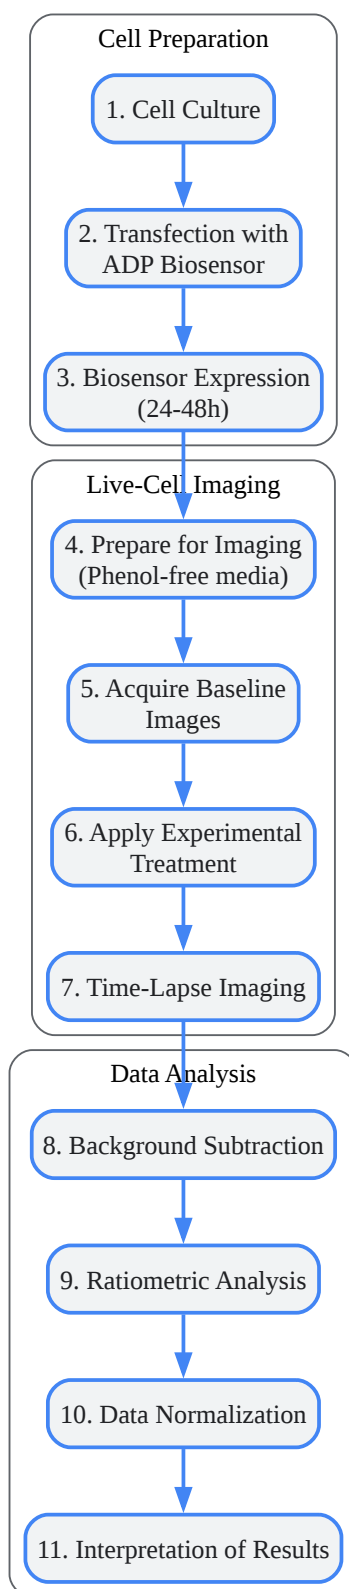 Cell Preparation
1. Cell Culture
2. Transfection with
ADP Biosensor
3. Biosensor Expression
(24-48h)
Live-Cell Imaging
4. Prepare for Imaging
(Phenol-free media)
5. Acquire Baseline
Images
6. Apply Experimental
Treatment
7. Time-Lapse Imaging
Data Analysis
8. Background Subtraction
9. Ratiometric Analysis
10. Data Normalization
11. Interpretation of Results